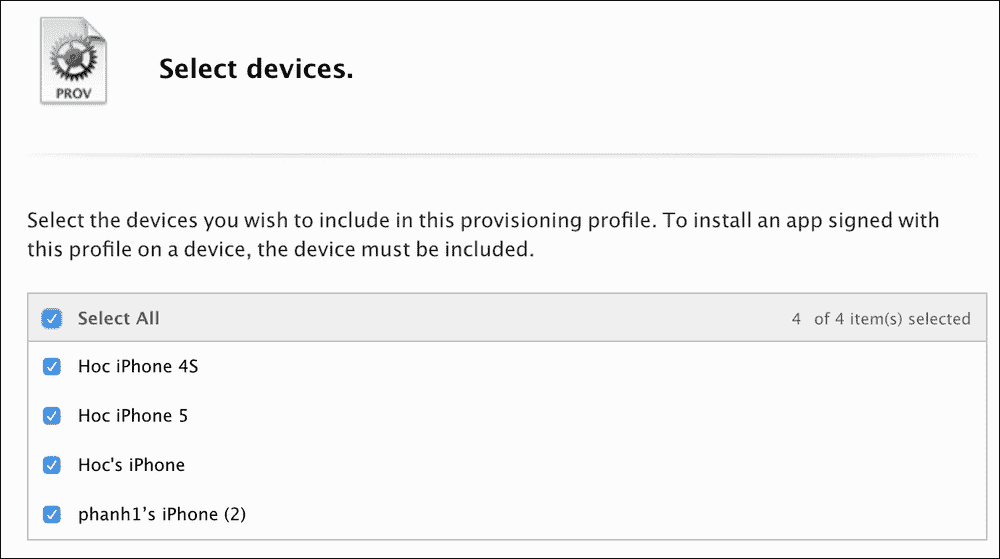 PROV
Select devices.
Select the devices you wish to include in this provisioning profile. To install an app signed with
this profile on a device, the device must be included.
Select All 4 of 4 item(s) selected
Hoc iPhone 4S
Hoc iPhone 5
Hoc's iPhone
phanh1’s iPhone (2)